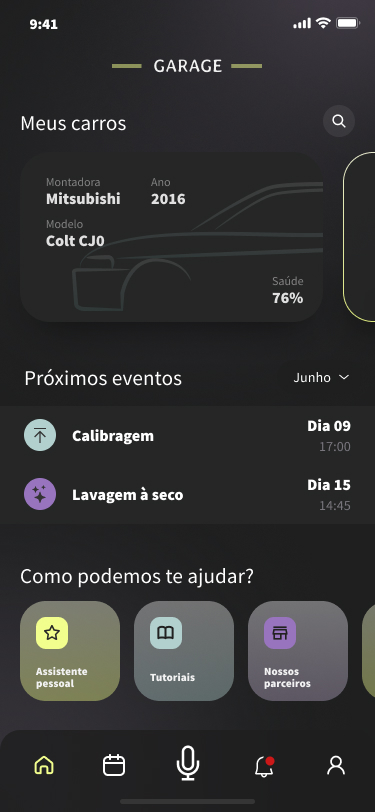 9:41
GARAGE
Meus carros
Montadora Ano
Mitsubishi 2016
Modelo
Colt CJ0
Saúde
76%
Próximos eventos Junho
Calibragem Dia 09
17:00
Lavagem à seco Dia 15
14:45
Como podemos te ajudar?
Assistente
pessoal
Tutoriais
Nossos
parceiros